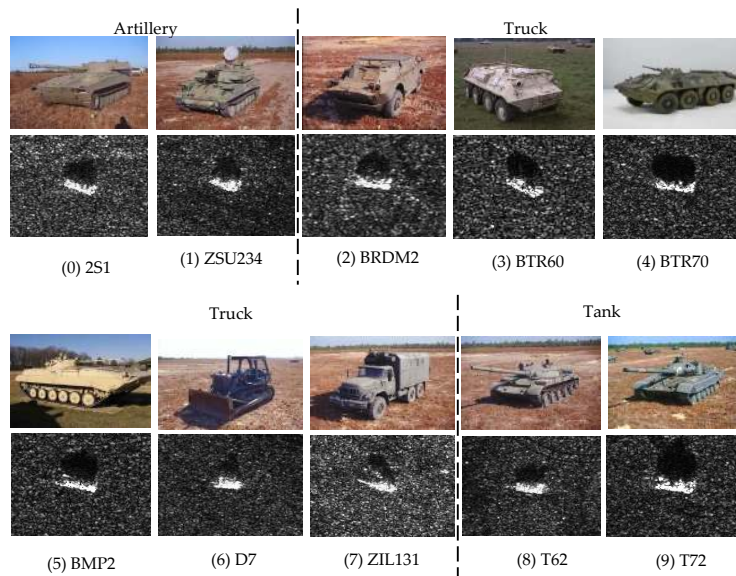 Artillery
Truck
(0) 2S1
(1) ZSU234
(2) BRDM2
(3) BTR60
(4) BTR70
Truck
Tank
(5) BMP2
(6) D7
(7) ZIL131
(8) T62
(9) T72